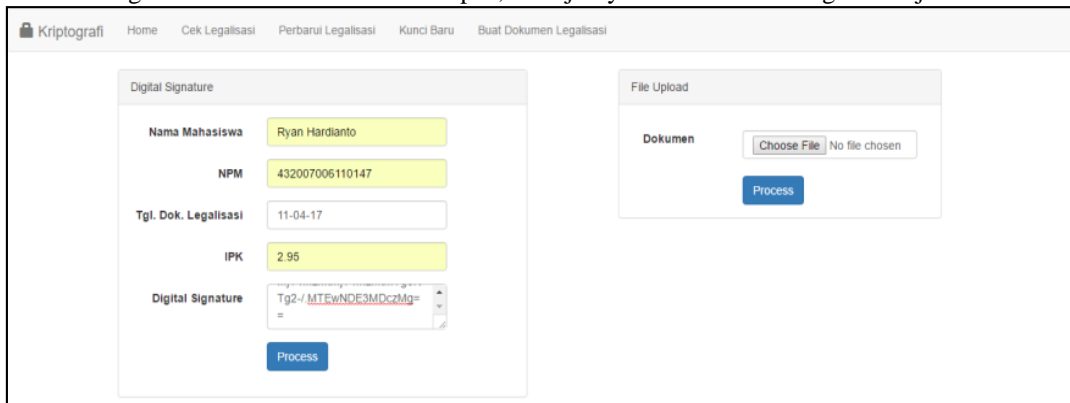 Kriptografi Home Cek Legalisasi Perbarui Legalisasi Kunci Baru Buat Dokumen Legalisasi
Digital Signature
Nama Mahasiswa Ryan Hardianto
NPM 432007006110147
Tgl. Dok. Legalisasi 11-04-17
IPK 2.95
Digital Signature
Tg2-/.MTEwNDE3MDczMg=
=
Process
File Upload
Dokumen Choose File No file chosen
Process